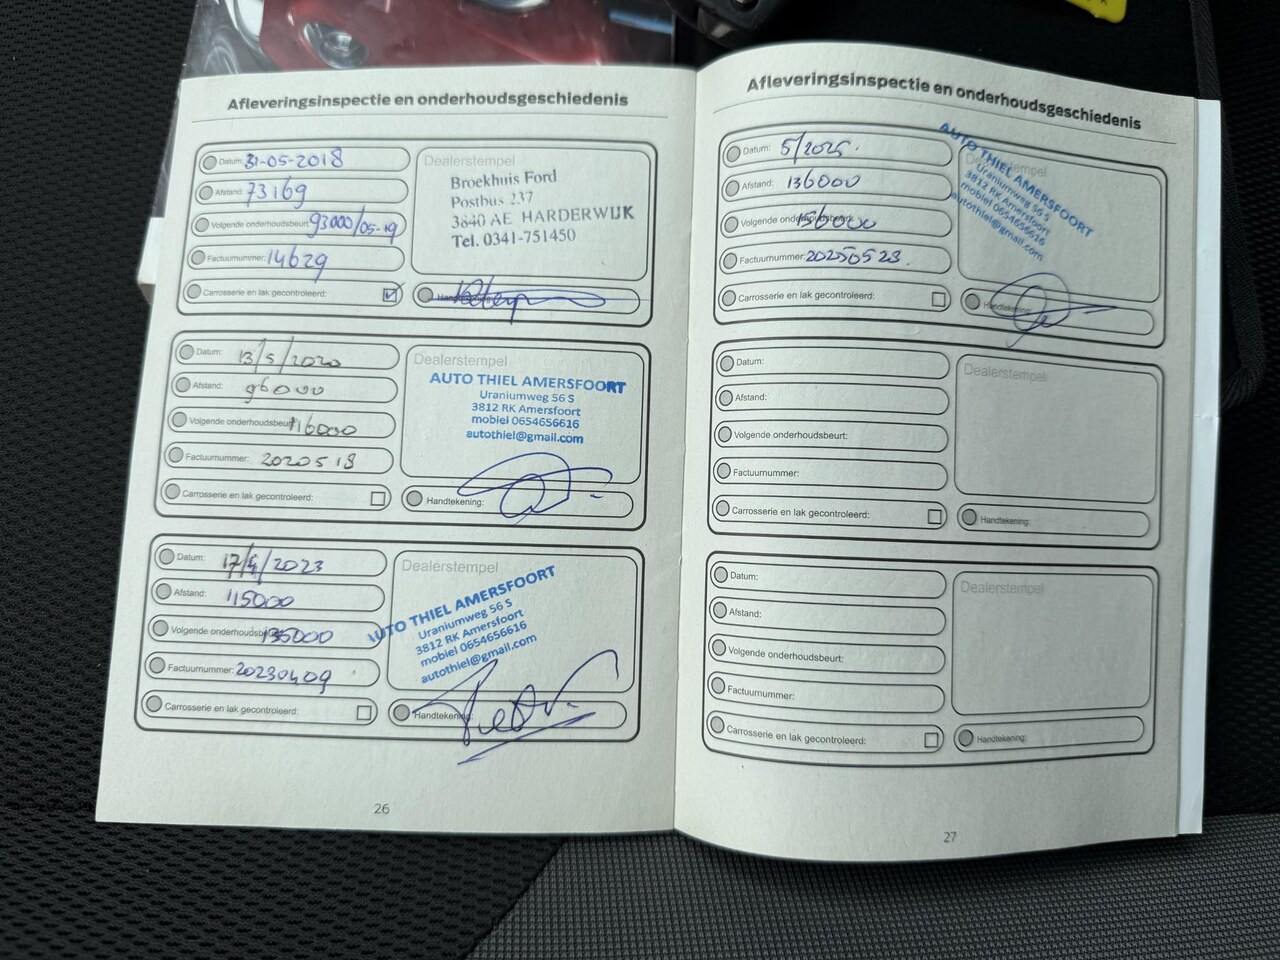 Afleveringsinspectie en onderhoudsgeschiedenis
Datum: 31-05-2018
Afstand: 73169
Volgende onderhoudsbeurt: 93000/05-19
Factuurnummer: 14629
Carrosserie en lak gecontroleerd:
Dealerstempel
Broekhuis Ford
Postbus 237
3840 AE HARDERWIJK
Tel. 0341-751450
Handtekening:
Datum: 13/5/2020
Afstand: 96000
Volgende onderhoudsbeurt: 116000
Factuurnummer: 2020518
Carrosserie en lak gecontroleerd:
Dealerstempel
AUTO THIEL AMERSFOORT
Uraniumweg 56 S
3812 RK Amersfoort
mobiel 0654656616
autothiel@gmail.com
Handtekening:
Datum: 17/4/2023
Afstand: 115000
Volgende onderhoudsbeurt: 135000
Factuurnummer: 20230409
Carrosserie en lak gecontroleerd:
Dealerstempel
AUTO THIEL AMERSFOORT
Uraniumweg 56 S
3812 RK Amersfoort
mobiel 0654656616
autothiel@gmail.com
Handtekening:
26
Afleveringsinspectie en onderhoudsgeschiedenis
Datum: 5/2025.
Afstand: 136000
Volgende onderhoudsbeurt: 156000
Factuurnummer: 20250523.
Carrosserie en lak gecontroleerd:
Dealerstempel
AUTO THIEL AMERSFOORT
Uraniumweg 56 S
3812 RK Amersfoort
mobiel 0654656616
autothiel@gmail.com
Handtekening:
Datum:
Afstand:
Volgende onderhoudsbeurt:
Factuurnummer:
Carrosserie en lak gecontroleerd:
Dealerstempel
Handtekening:
Datum:
Afstand:
Volgende onderhoudsbeurt:
Factuurnummer:
Carrosserie en lak gecontroleerd:
Dealerstempel
Handtekening:
27